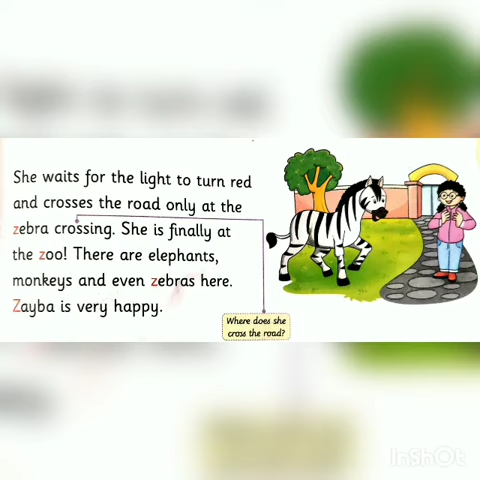 She waits for the light to turn red
and crosses the road only at the
zebra crossing. She is finally at
the zoo! There are elephants,
monkeys and even zebras here.
Zayba is very happy.
Where does she
cross the road?
InShOt